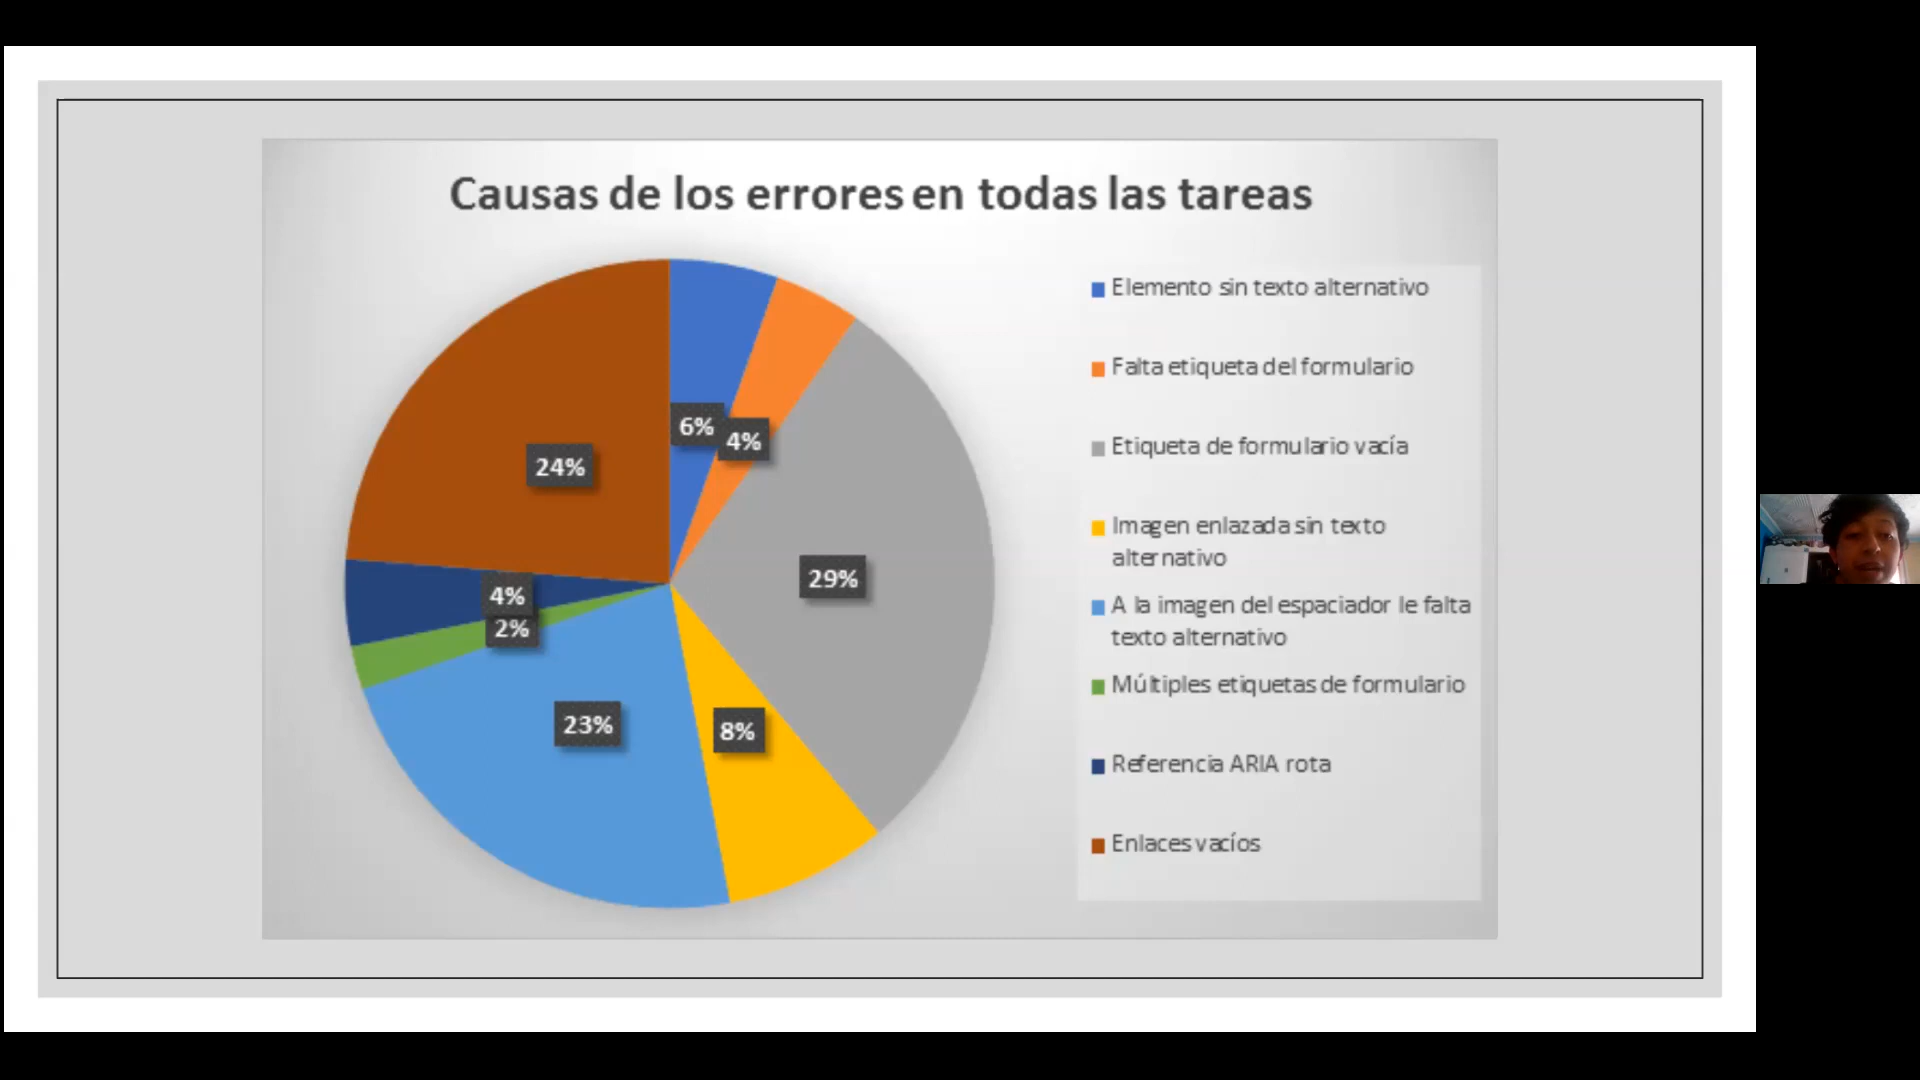 Causas de los errores en todas las tareas
6%
4%
24%
29%
4%
2%
23%
8%
Elemento sin texto alternativo
Falta etiqueta del formulario
Etiqueta de formulario vacía
Imagen enlazada sin texto
alternativo
A la imagen del espaciador le falta
texto alternativo
Múltiples etiquetas de formulario
Referencia ARIA rota
Enlaces vacíos